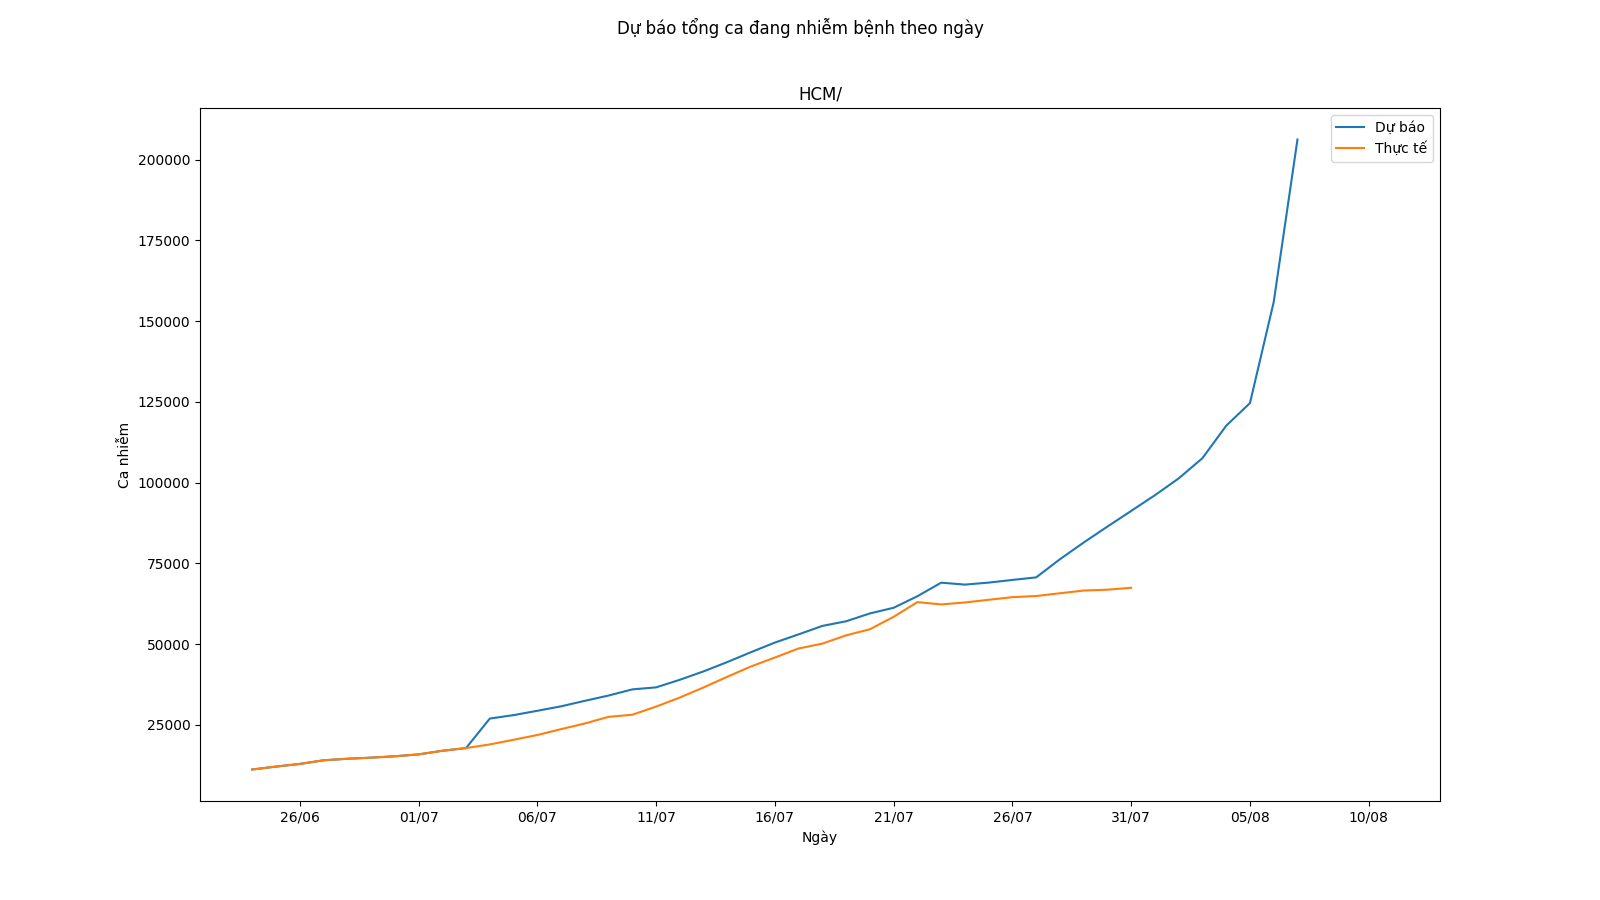 Dự báo tổng ca đang nhiễm bệnh theo ngày
HCM/
Dự báo
Thực tế
200000
175000
150000
125000
100000
75000
50000
25000
Ca nhiễm
26/06 01/07 06/07 11/07 16/07 21/07 26/07 31/07 05/08 10/08
Ngày